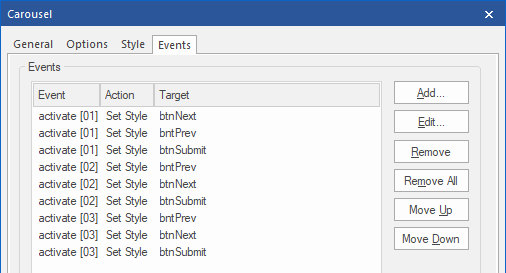 Carousel
General Options Style Events
Events
Event Action Target
activate [01] Set Style btnNext
activate [01] Set Style bntPrev
activate [01] Set Style btnSubmit
activate [02] Set Style bntPrev
activate [02] Set Style btnNext
activate [02] Set Style btnSubmit
activate [03] Set Style bntPrev
activate [03] Set Style btnNext
activate [03] Set Style btnSubmit
Add...
Edit...
Remove
Remove All
Move Up
Move Down